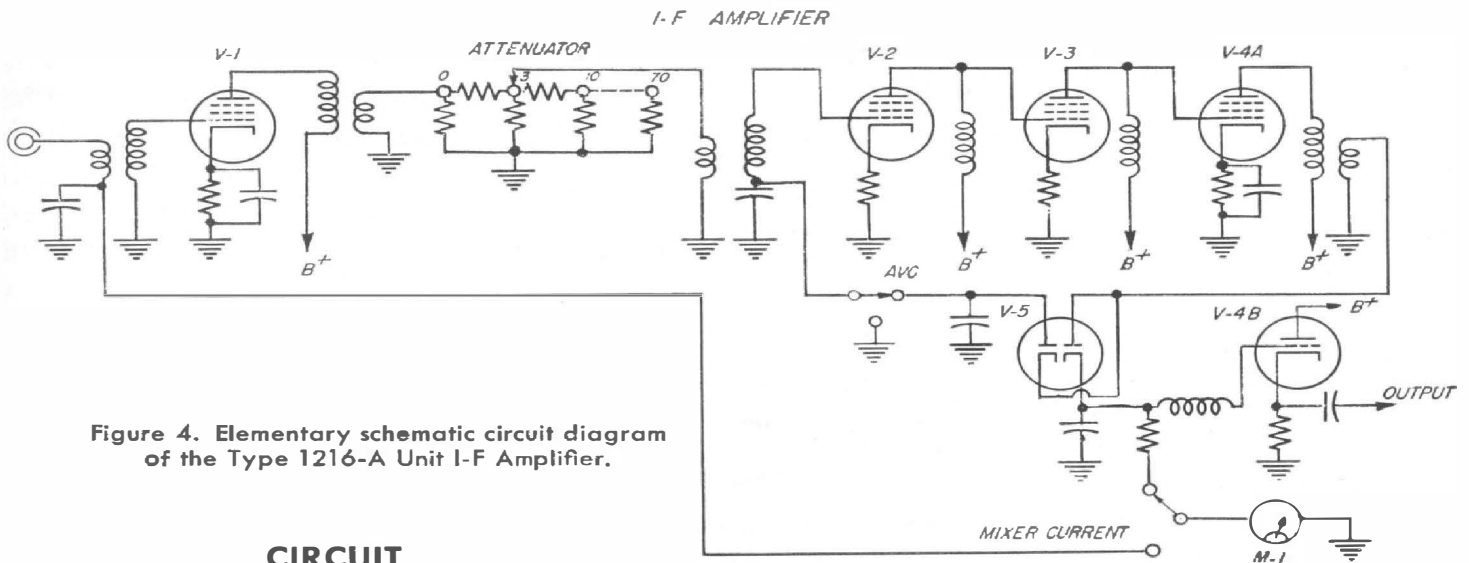 I-F AMPLIFIER
V-1
ATTENUATOR
V-2
V-3
V-4A
0
3
10
70
B+
B+
B+
B+
AVC
V-5
V-4B
B+
OUTPUT
MIXER CURRENT
M-1
Figure 4. Elementary schematic circuit diagram
of the Type 1216-A Unit I-F Amplifier.
CIRCUIT